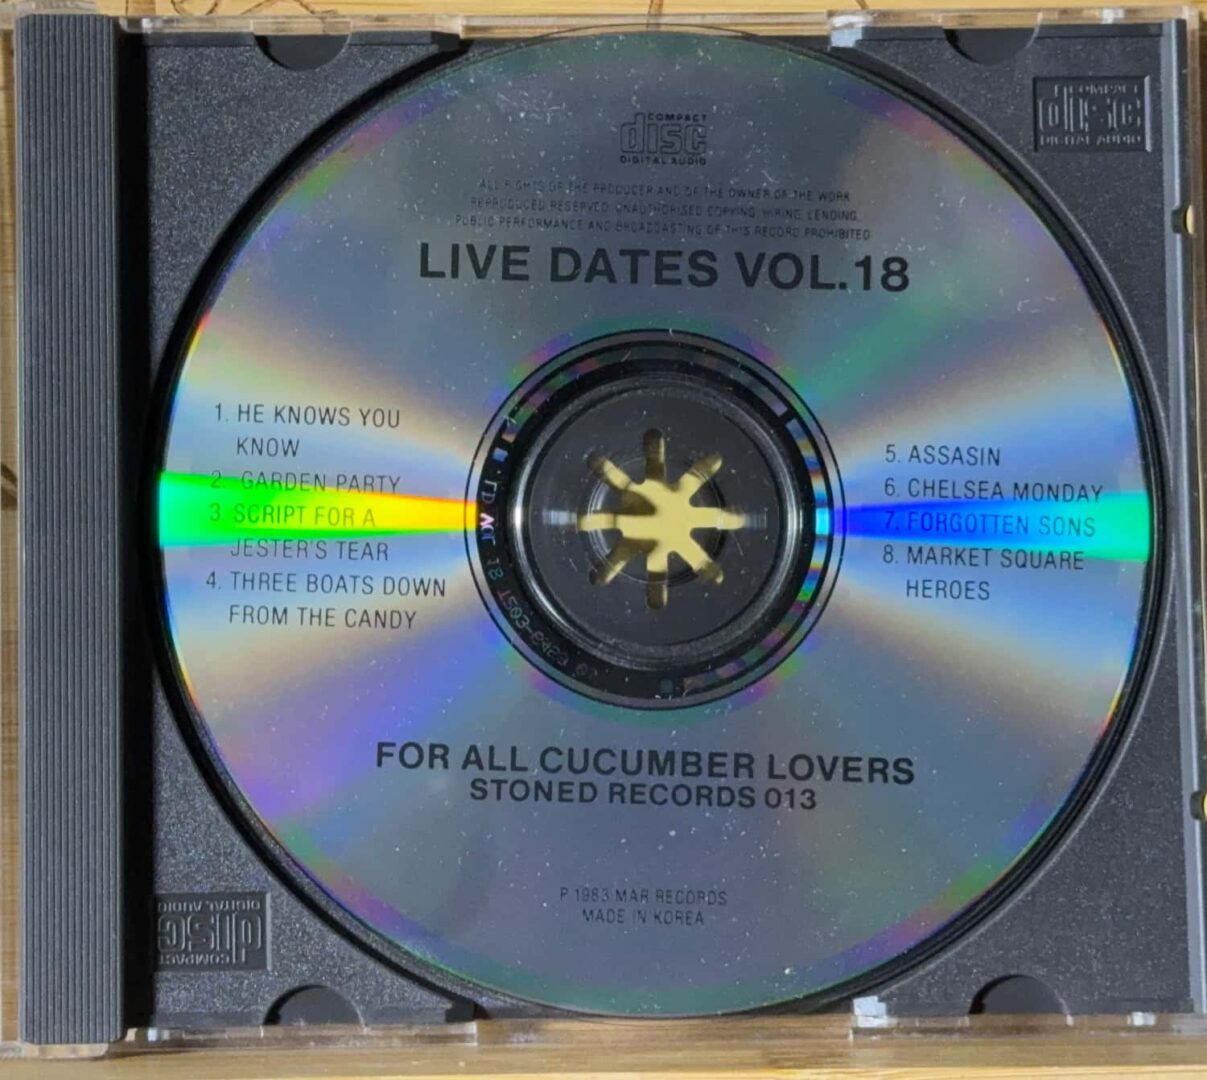 COMPACT
disc
DIGITAL AUDIO
COMPACT
disc
DIGITAL AUDIO
ALL RIGHTS OF THE PRODUCER AND OF THE OWNER OF THE WORK
REPRODUCED RESERVED. UNAUTHORISED COPYING, HIRING, LENDING,
PUBLIC PERFORMANCE AND BROADCASTING OF THIS RECORD PROHIBITED
LIVE DATES VOL.18
1. HE KNOWS YOU
KNOW
2. GARDEN PARTY
3. SCRIPT FOR A
JESTER'S TEAR
4. THREE BOATS DOWN
FROM THE CANDY
5. ASSASIN
6. CHELSEA MONDAY
7. FORGOTTEN SONS
8. MARKET SQUARE
HEROES
FOR ALL CUCUMBER LOVERS
STONED RECORDS 013
P 1983 MAR RECORDS
MADE IN KOREA
COMPACT
disc
DIGITAL AUDIO